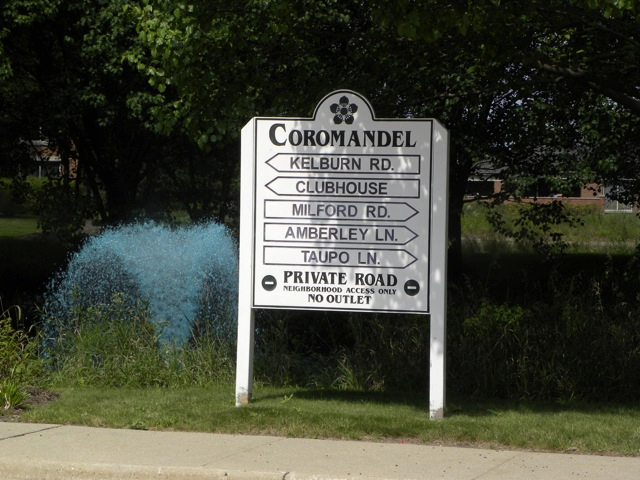 COROMANDEL
KELBURN RD.
CLUBHOUSE
MILFORD RD.
AMBERLEY LN.
TAUPO LN.
PRIVATE ROAD
NEIGHBORHOOD ACCESS ONLY
NO OUTLET